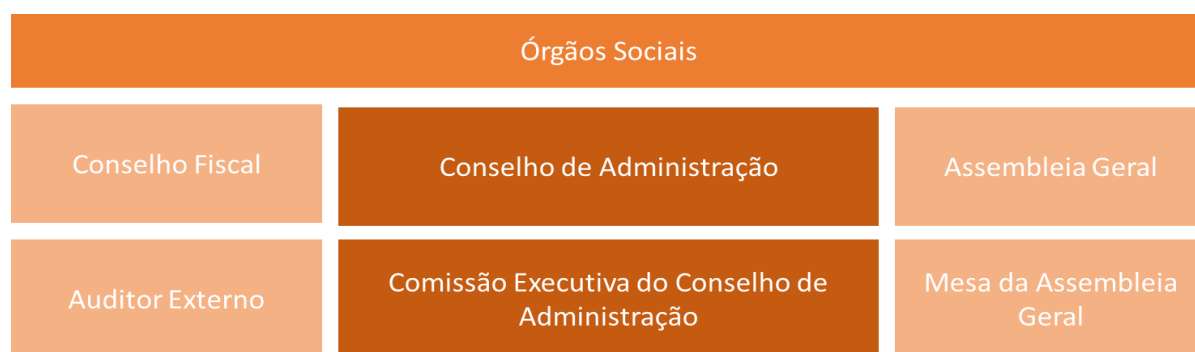 Órgãos Sociais
Conselho Fiscal
Conselho de Administração
Assembleia Geral
Auditor Externo
Comissão Executiva do Conselho de
Administração
Mesa da Assembleia
Geral